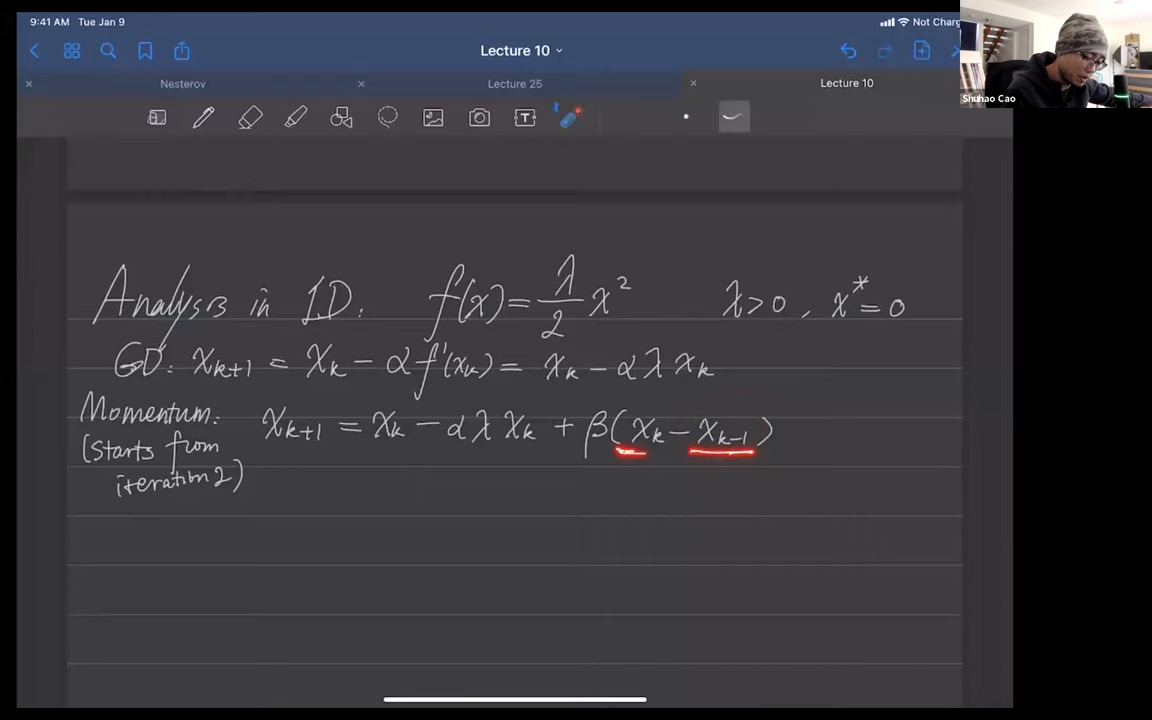 9:41 AM Tue Jan 9
Not Charg
Lecture 10
Nesterov
Lecture 25
Lecture 10
Shuhao Cao
Analysis in 1D: f(x) = λ/2 x² λ > 0, x* = 0
GD: x_{k+1} = x_k − α f'(x_k) = x_k − α λ x_k
Momentum: x_{k+1} = x_k − α λ x_k + β(x_k − x_{k−1})
(Starts from
iteration 2)